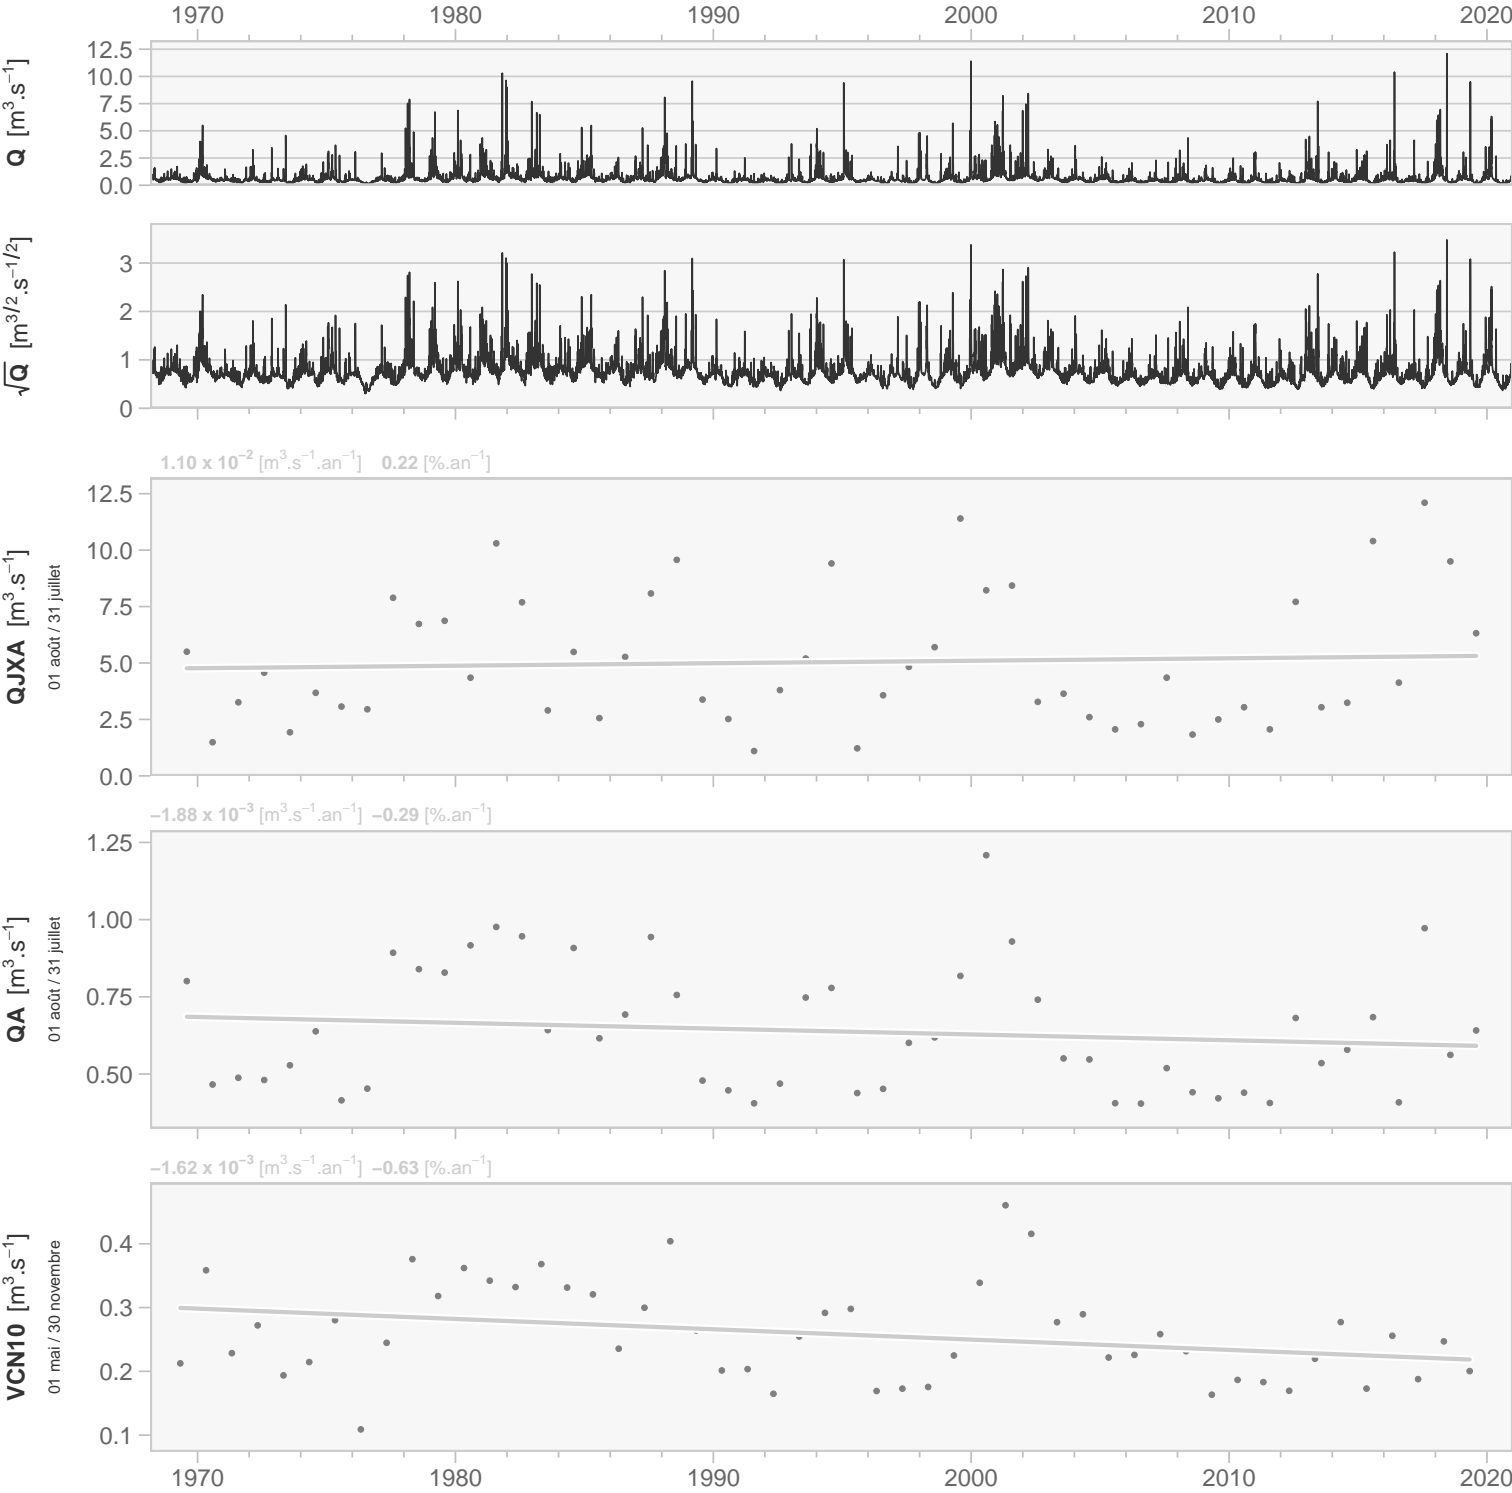 1970 1980 1990 2000 2010 2020
Q [m³.s⁻¹]
12.5
10.0
7.5
5.0
2.5
0.0
√Q [m³ᐟ².s⁻¹ᐟ²]
3
2
1
0
1.10 x 10⁻² [m³.s⁻¹.an⁻¹] 0.22 [%.an⁻¹]
QJXA [m³.s⁻¹]
01 août / 31 juillet
12.5
10.0
7.5
5.0
2.5
0.0
−1.88 x 10⁻³ [m³.s⁻¹.an⁻¹] −0.29 [%.an⁻¹]
QA [m³.s⁻¹]
01 août / 31 juillet
1.25
1.00
0.75
0.50
−1.62 x 10⁻³ [m³.s⁻¹.an⁻¹] −0.63 [%.an⁻¹]
VCN10 [m³.s⁻¹]
01 mai / 30 novembre
0.4
0.3
0.2
0.1
1970 1980 1990 2000 2010 2020